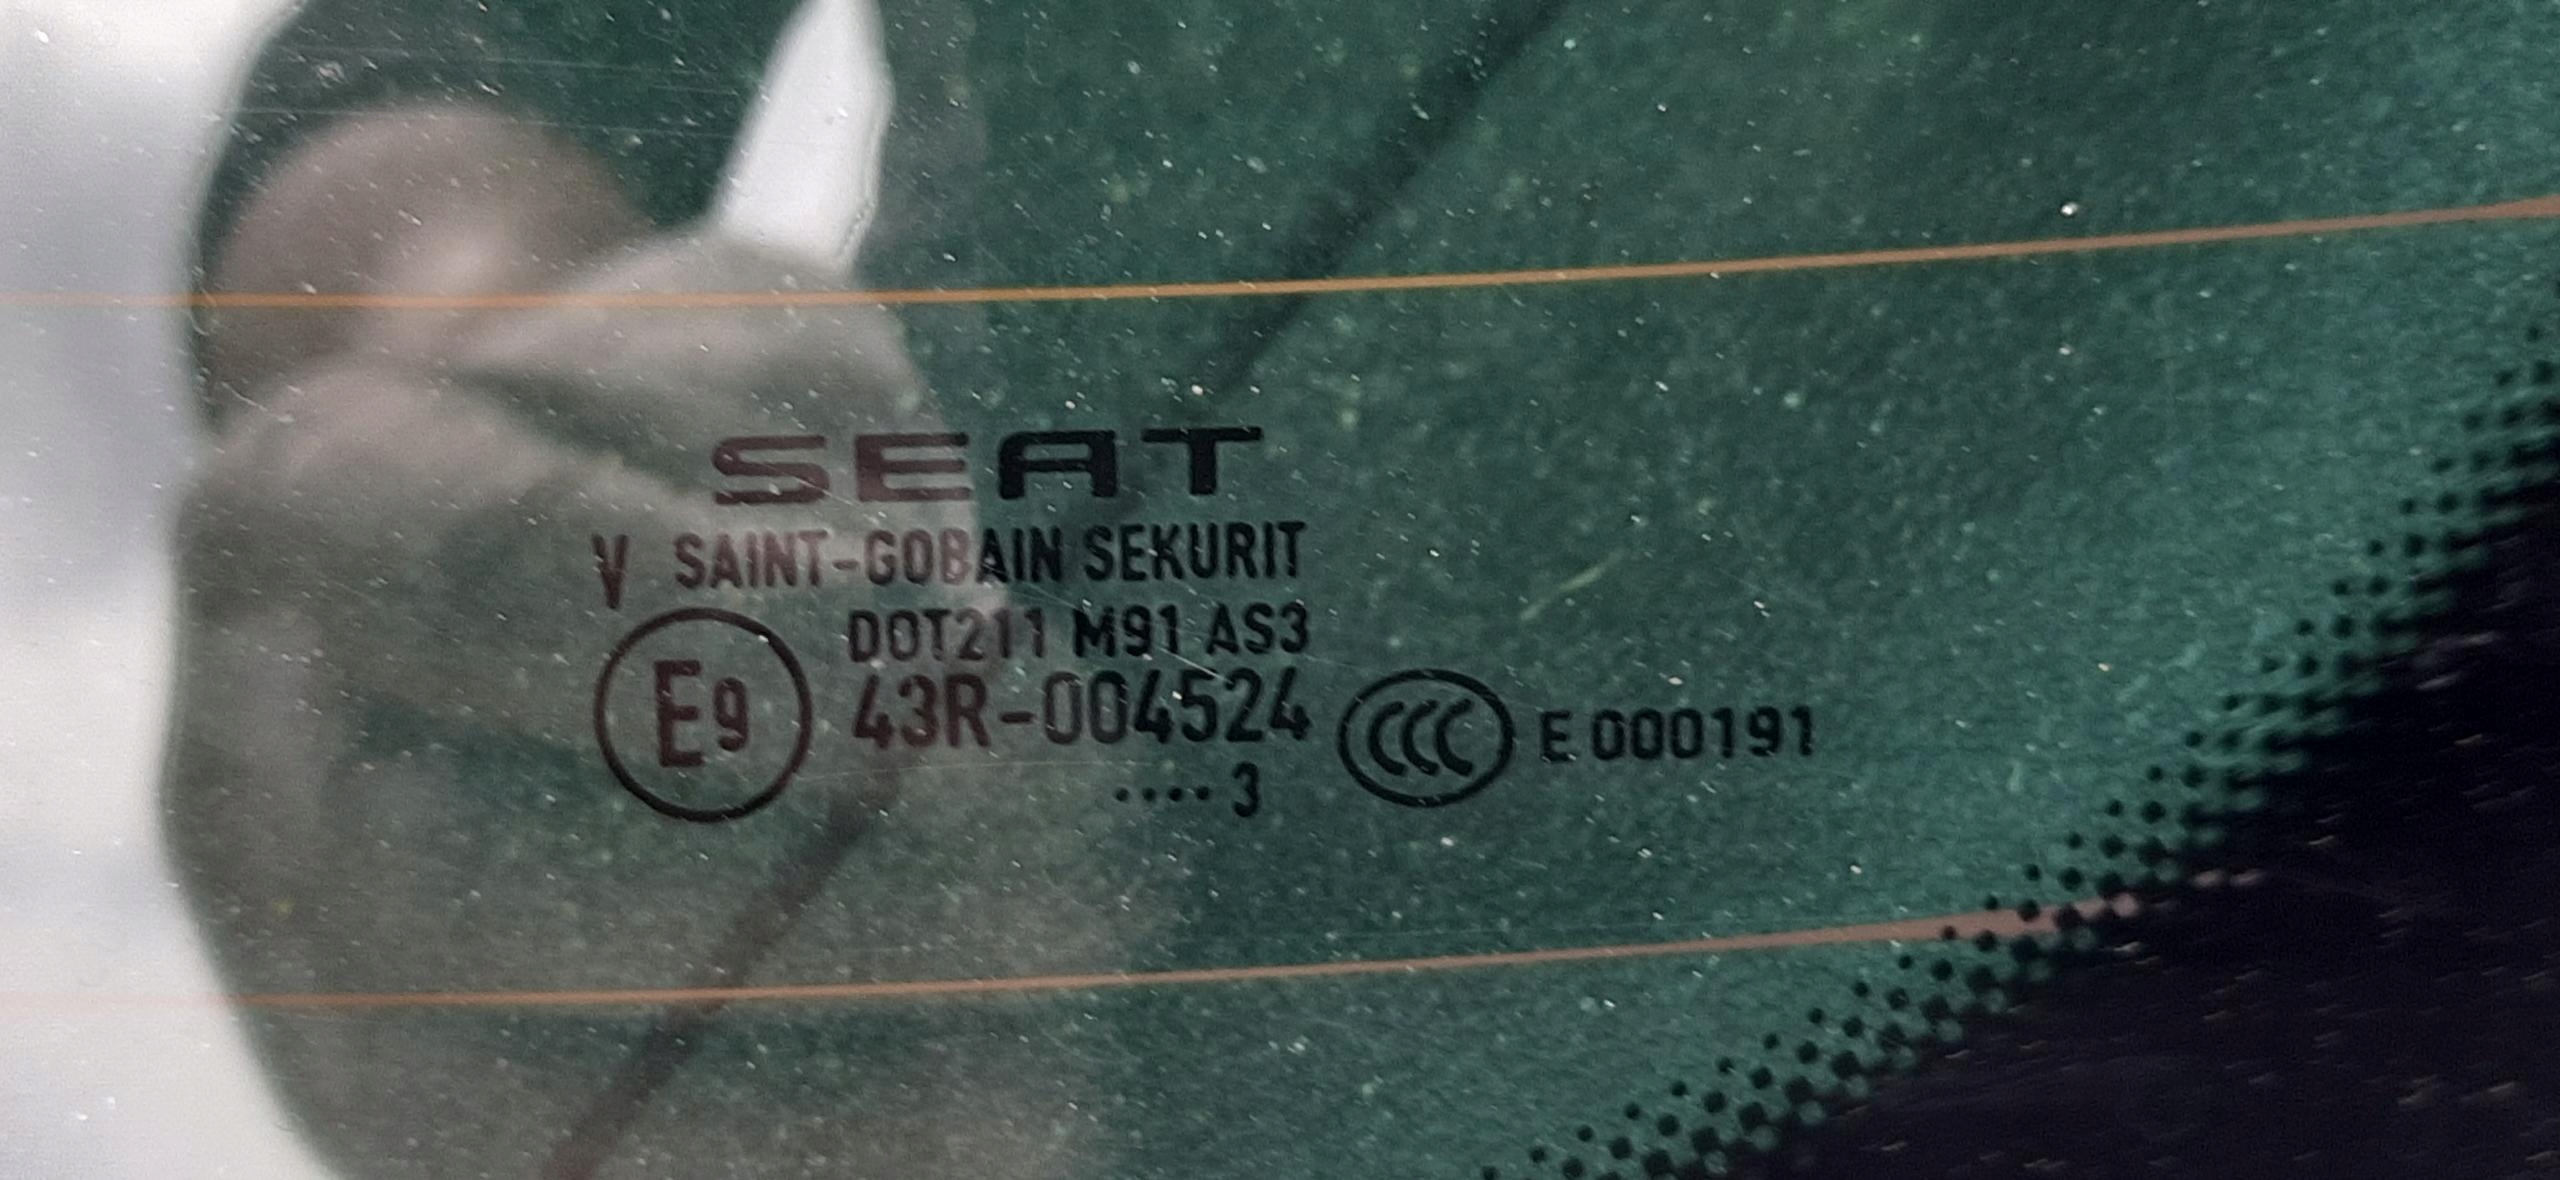 SEAT
V SAINT-GOBAIN SEKURIT
DOT211 M91 AS3
E9 43R-004524 CCC E 000191
....3